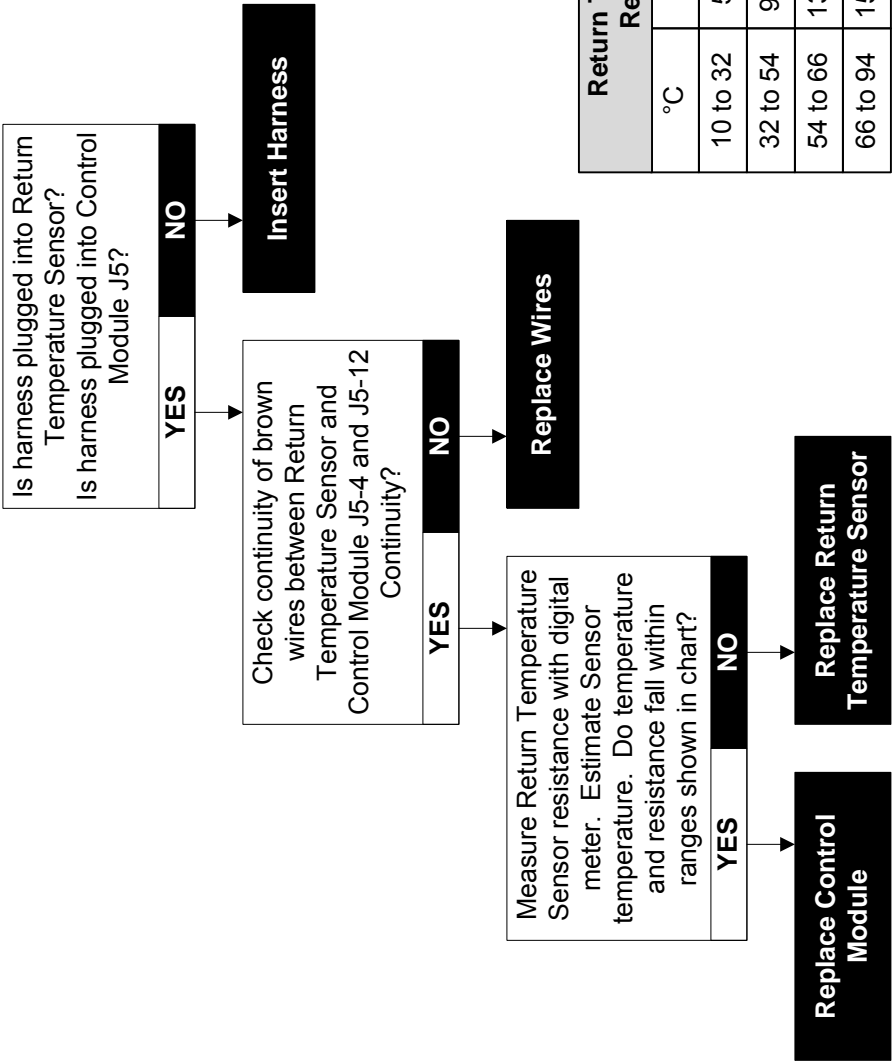 Is harness plugged into Return
Temperature Sensor?
Is harness plugged into Control
Module J5?
YES
NO
Insert Harness
Check continuity of brown
wires between Return
Temperature Sensor and
Control Module J5-4 and J5-12
Continuity?
YES
NO
Replace Wires
Measure Return Temperature
Sensor resistance with digital
meter. Estimate Sensor
temperature. Do temperature
and resistance fall within
ranges shown in chart?
YES
NO
Replace Control
Module
Replace Return
Temperature Sensor
Return
°C
10 to 32
32 to 54
54 to 66
66 to 94